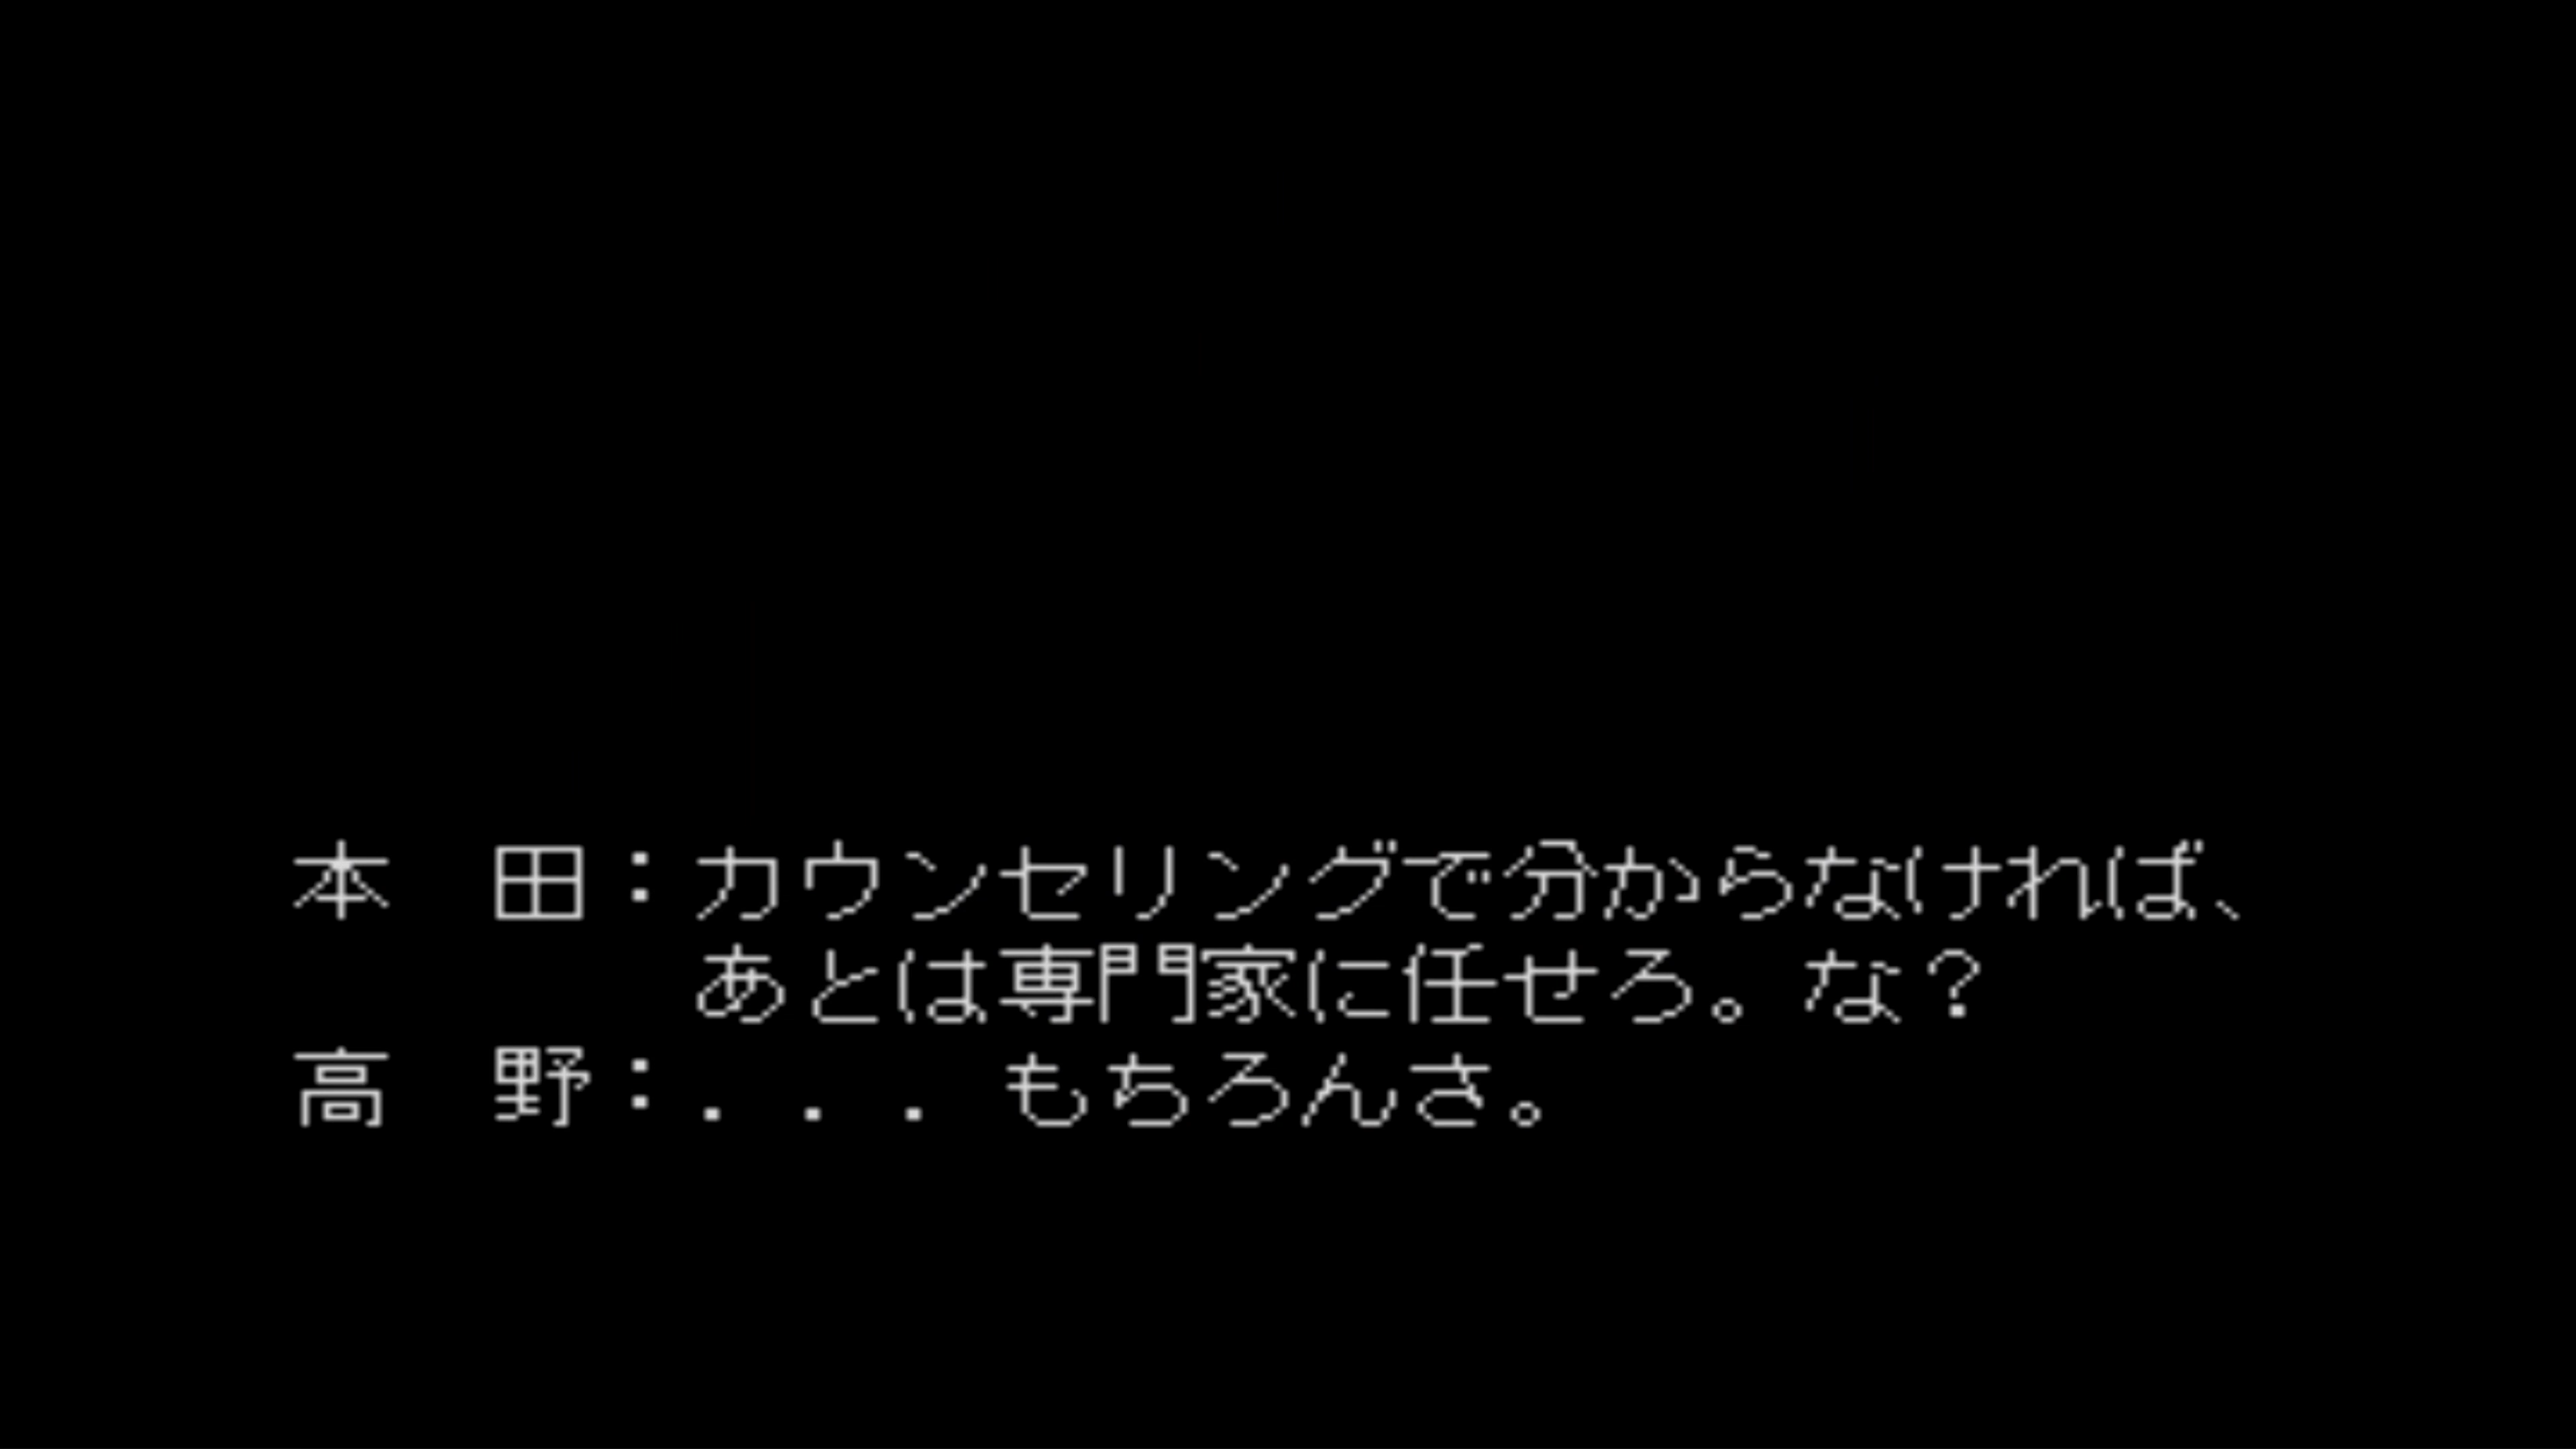 本　田：カウンセリングで分からなければ、
あとは専門家に任せろ。な？
高　野：．．．もちろんさ。